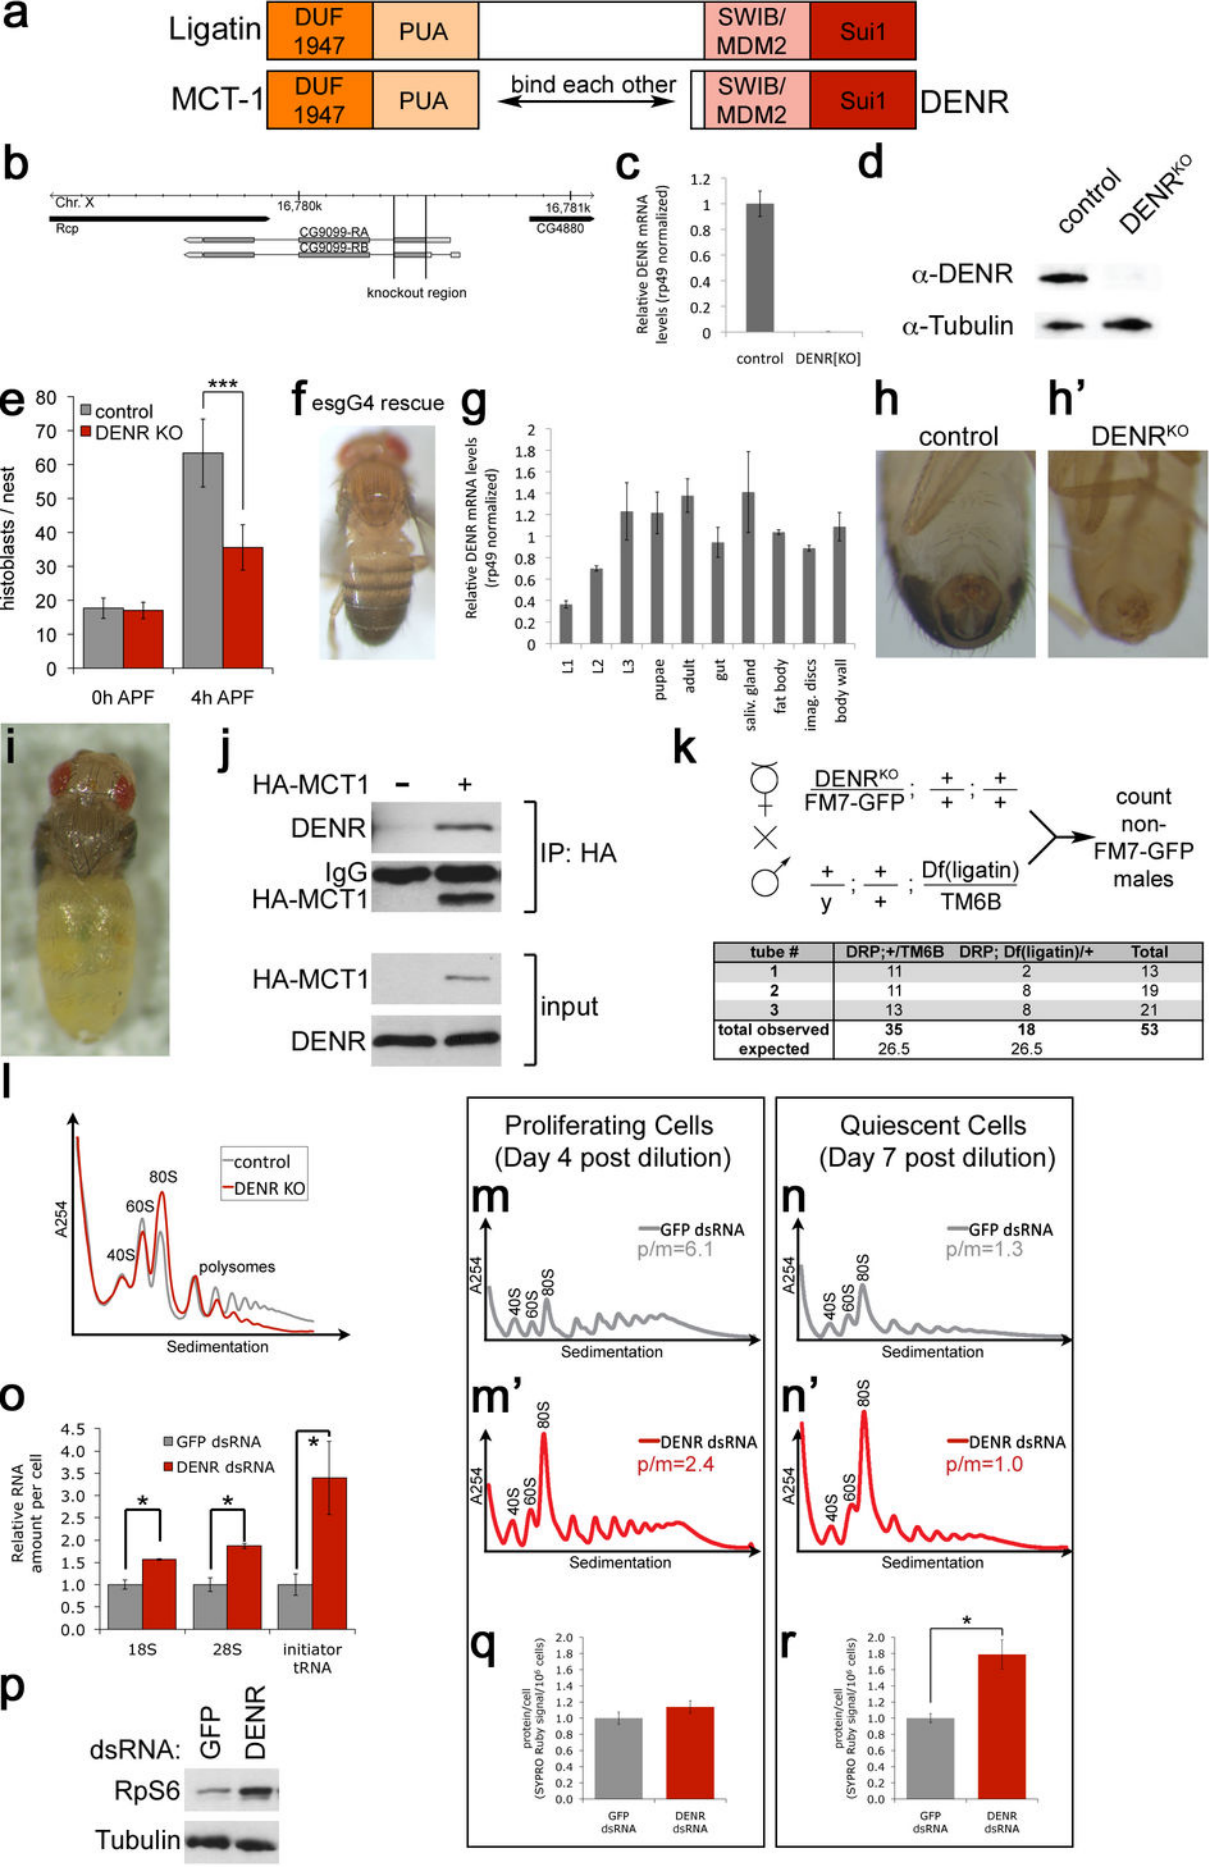 a
Ligatin
DUF 1947
PUA
SWIB/ MDM2
Sui1
MCT-1
DUF 1947
PUA
bind each other
SWIB/ MDM2
Sui1
DENR
b
Chr. X
16,780k
16,781k
Rcp
CG4880
CG9099-RA
CG9099-RB
knockout region
c
Relative DENR mRNA
levels (rp49 normalized)
1.2
1
0.8
0.6
0.4
0.2
0
control DENR[KO]
d
control
DENRKO
α-DENR
α-Tubulin
e
histoblasts / nest
80
70
60
50
40
30
20
10
0
control
DENR KO
***
0h APF 4h APF
f
esgG4 rescue
g
Relative DENR mRNA levels
(rp49 normalized)
2
1.8
1.6
1.4
1.2
1
0.8
0.6
0.4
0.2
0
L1
L2
L3
pupae
adult
gut
saliv. gland
fat body
imag. discs
body wall
h
control
h’
DENRKO
i
j
HA-MCT1 - +
DENR
IgG
HA-MCT1
IP: HA
HA-MCT1
DENR
input
k
DENRKO + +
FM7-GFP ; + ; +
+ + Df(ligatin)
y ; + ; TM6B
count
non-
FM7-GFP
males
tube # DRP;+/TM6B DRP; Df(ligatin)/+ Total
1 11 2 13
2 11 8 19
3 13 8 21
total observed 35 18 53
expected 26.5 26.5
l
A254
40S
60S
80S
polysomes
control
DENR KO
Sedimentation
Proliferating Cells
(Day 4 post dilution)
m
A254
40S
60S
80S
GFP dsRNA
p/m=6.1
Sedimentation
m’
A254
40S
60S
80S
DENR dsRNA
p/m=2.4
Sedimentation
Quiescent Cells
(Day 7 post dilution)
n
A254
40S
60S
80S
GFP dsRNA
p/m=1.3
Sedimentation
n’
A254
40S
60S
80S
DENR dsRNA
p/m=1.0
Sedimentation
o
Relative RNA
amount per cell
4.5
4.0
3.5
3.0
2.5
2.0
1.5
1.0
0.5
0.0
GFP dsRNA
DENR dsRNA
*
*
*
18S 28S initiator
tRNA
p
dsRNA:
GFP
DENR
RpS6
Tubulin
q
protein/cell
(SYPRO Ruby signal/10⁶ cells)
2.0
1.8
1.6
1.4
1.2
1.0
0.8
0.6
0.4
0.2
0.0
GFP DENR
dsRNA dsRNA
r
protein/cell
(SYPRO Ruby signal/10⁶ cells)
2.0
1.8
1.6
1.4
1.2
1.0
0.8
0.6
0.4
0.2
0.0
*
GFP DENR
dsRNA dsRNA